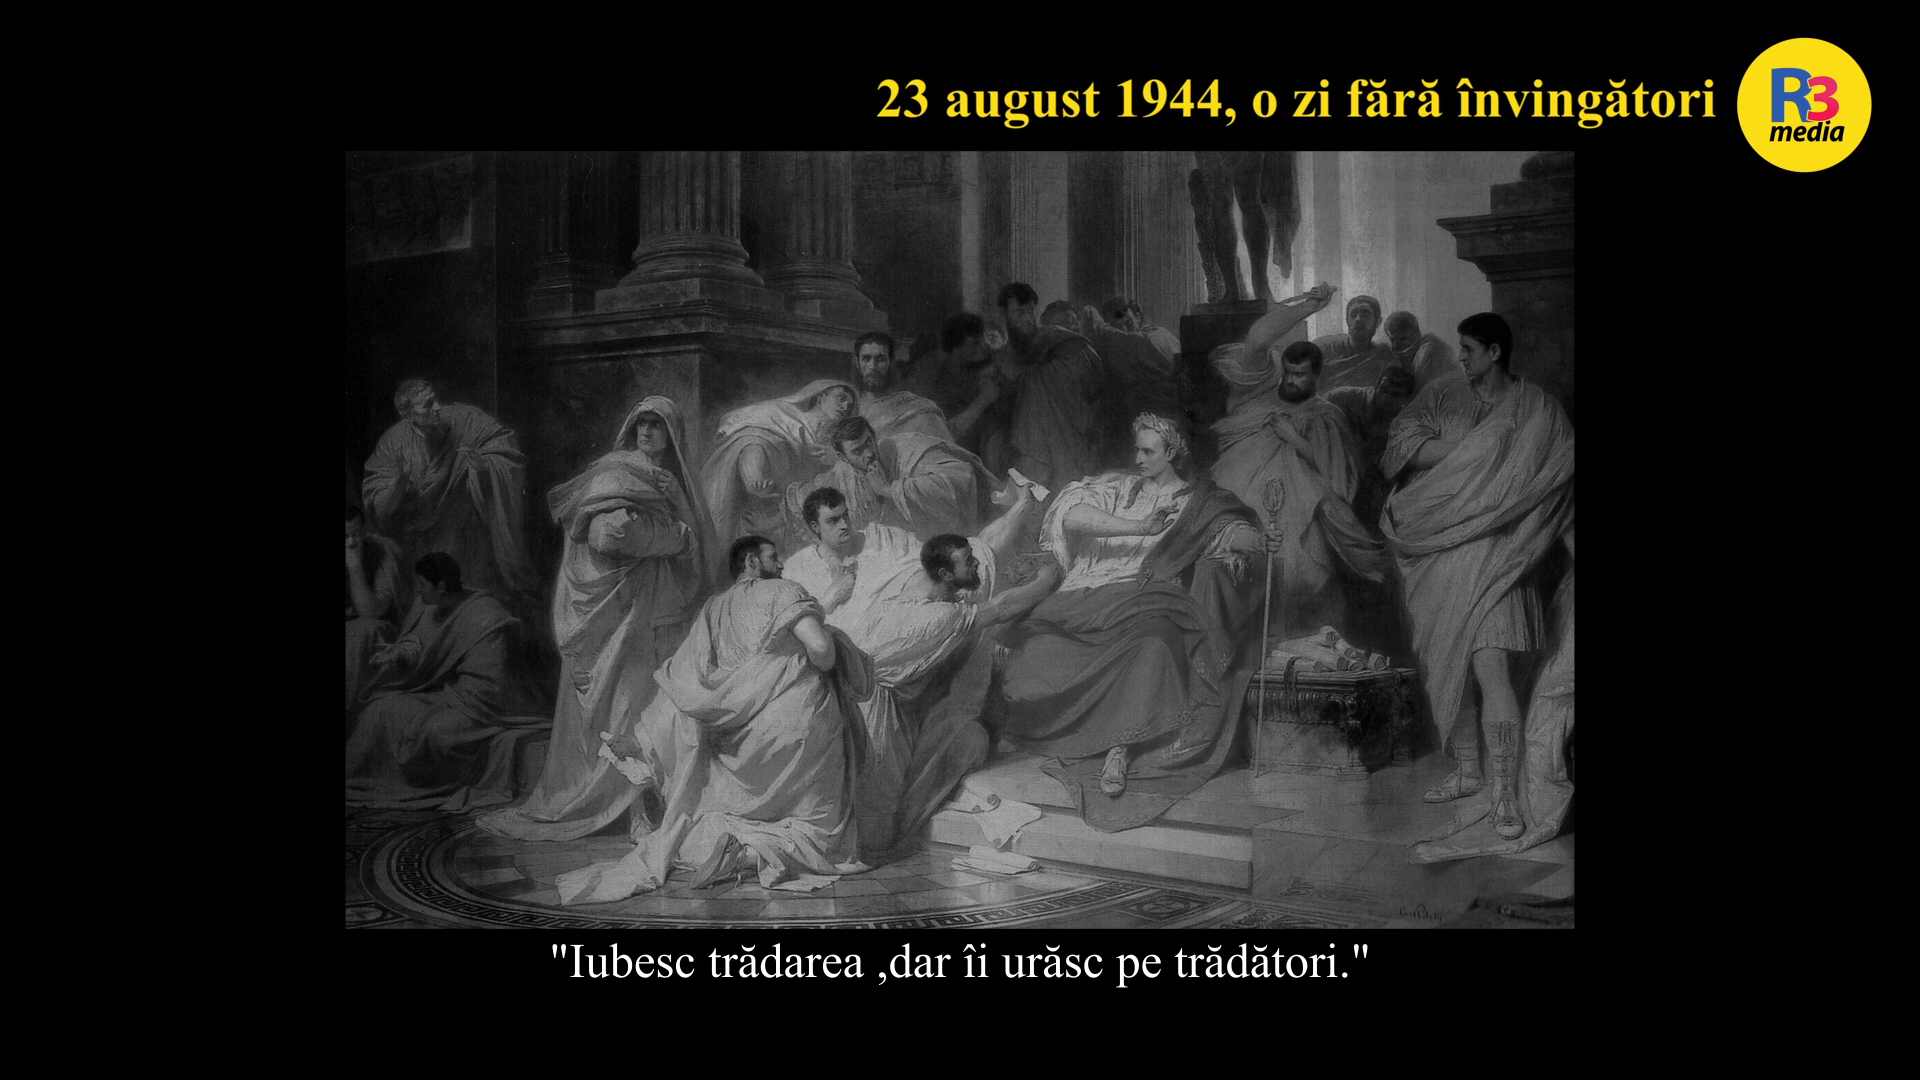 23 august 1944, o zi fără învingători
R3
media
"Iubesc trădarea ,dar îi urăsc pe trădători."